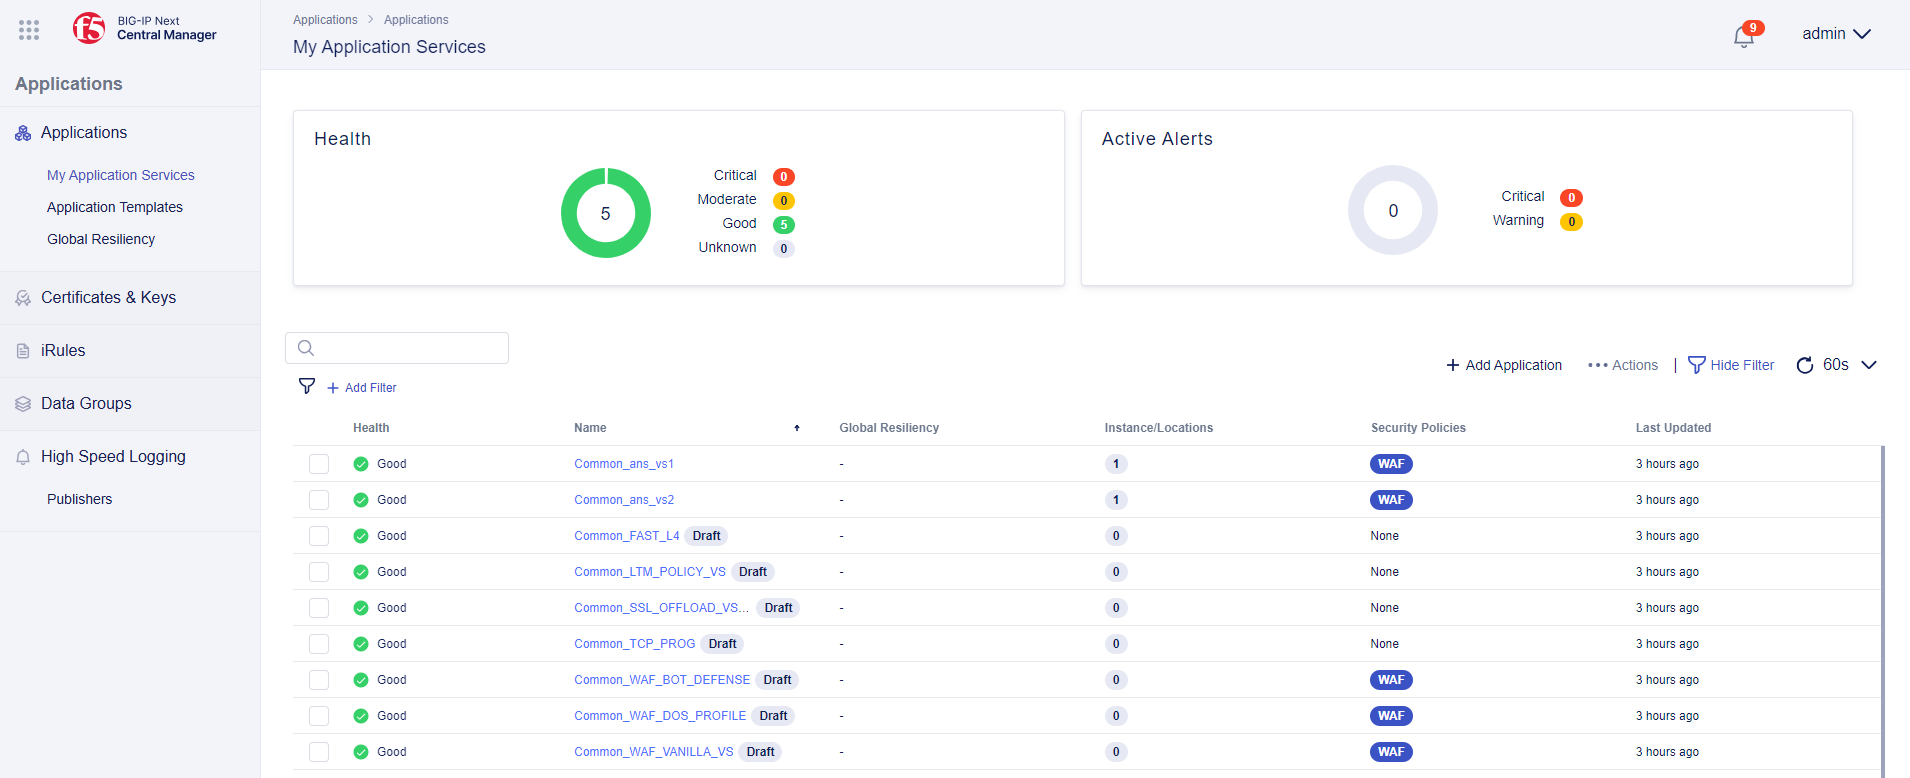 f5
BIG-IP Next
Central Manager
Applications
Applications
My Application Services
Application Templates
Global Resiliency
Certificates & Keys
iRules
Data Groups
High Speed Logging
Publishers
Applications > Applications
My Application Services
9
admin
Health
5
Critical 0
Moderate 0
Good 5
Unknown 0
Active Alerts
0
Critical 0
Warning 0
+ Add Filter
+ Add Application ••• Actions | Hide Filter 60s
Health Name Global Resiliency Instance/Locations Security Policies Last Updated
Good Common_ans_vs1 - 1 WAF 3 hours ago
Good Common_ans_vs2 - 1 WAF 3 hours ago
Good Common_FAST_L4 Draft - 0 None 3 hours ago
Good Common_LTM_POLICY_VS Draft - 0 None 3 hours ago
Good Common_SSL_OFFLOAD_VS... Draft - 0 None 3 hours ago
Good Common_TCP_PROG Draft - 0 None 3 hours ago
Good Common_WAF_BOT_DEFENSE Draft - 0 WAF 3 hours ago
Good Common_WAF_DOS_PROFILE Draft - 0 WAF 3 hours ago
Good Common_WAF_VANILLA_VS Draft - 0 WAF 3 hours ago